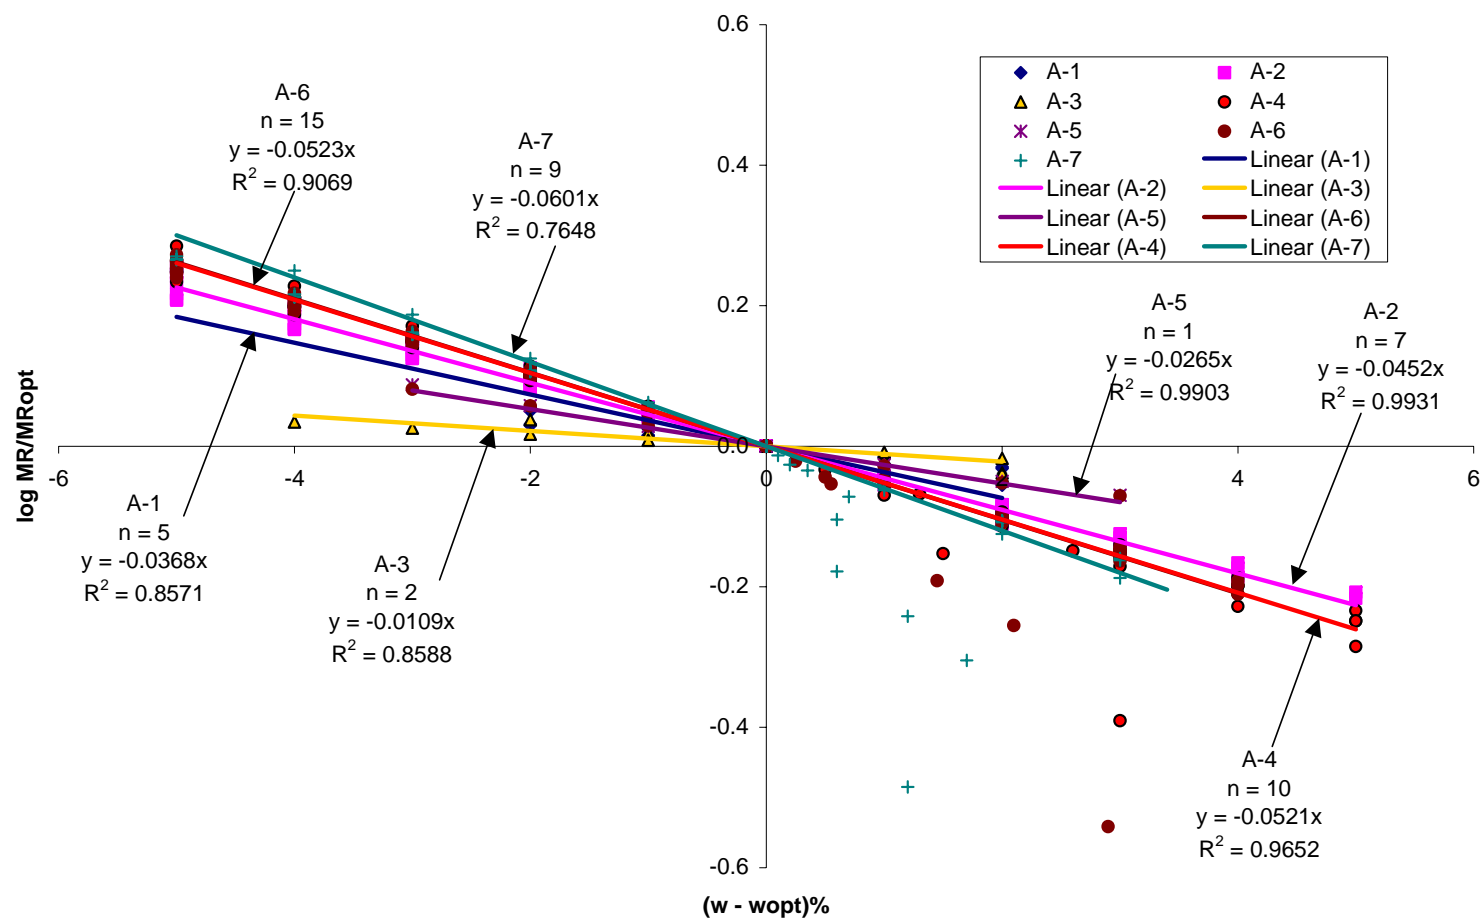 0.6
A-1
A-2
A-3
A-4
A-5
A-6
A-7
Linear (A-1)
Linear (A-2)
Linear (A-3)
Linear (A-5)
Linear (A-6)
Linear (A-4)
Linear (A-7)
A-6
n = 15
y = -0.0523x
R² = 0.9069
A-7
n = 9
y = -0.0601x
R² = 0.7648
0.4
0.2
A-5
n = 1
y = -0.0265x
R² = 0.9903
A-2
n = 7
y = -0.0452x
R² = 0.9931
0.0
-6
-4
-2
0
2
4
6
log MR/MRopt
A-1
n = 5
y = -0.0368x
R² = 0.8571
A-3
n = 2
y = -0.0109x
R² = 0.8588
-0.2
-0.4
A-4
n = 10
y = -0.0521x
R² = 0.9652
-0.6
(w - wopt)%